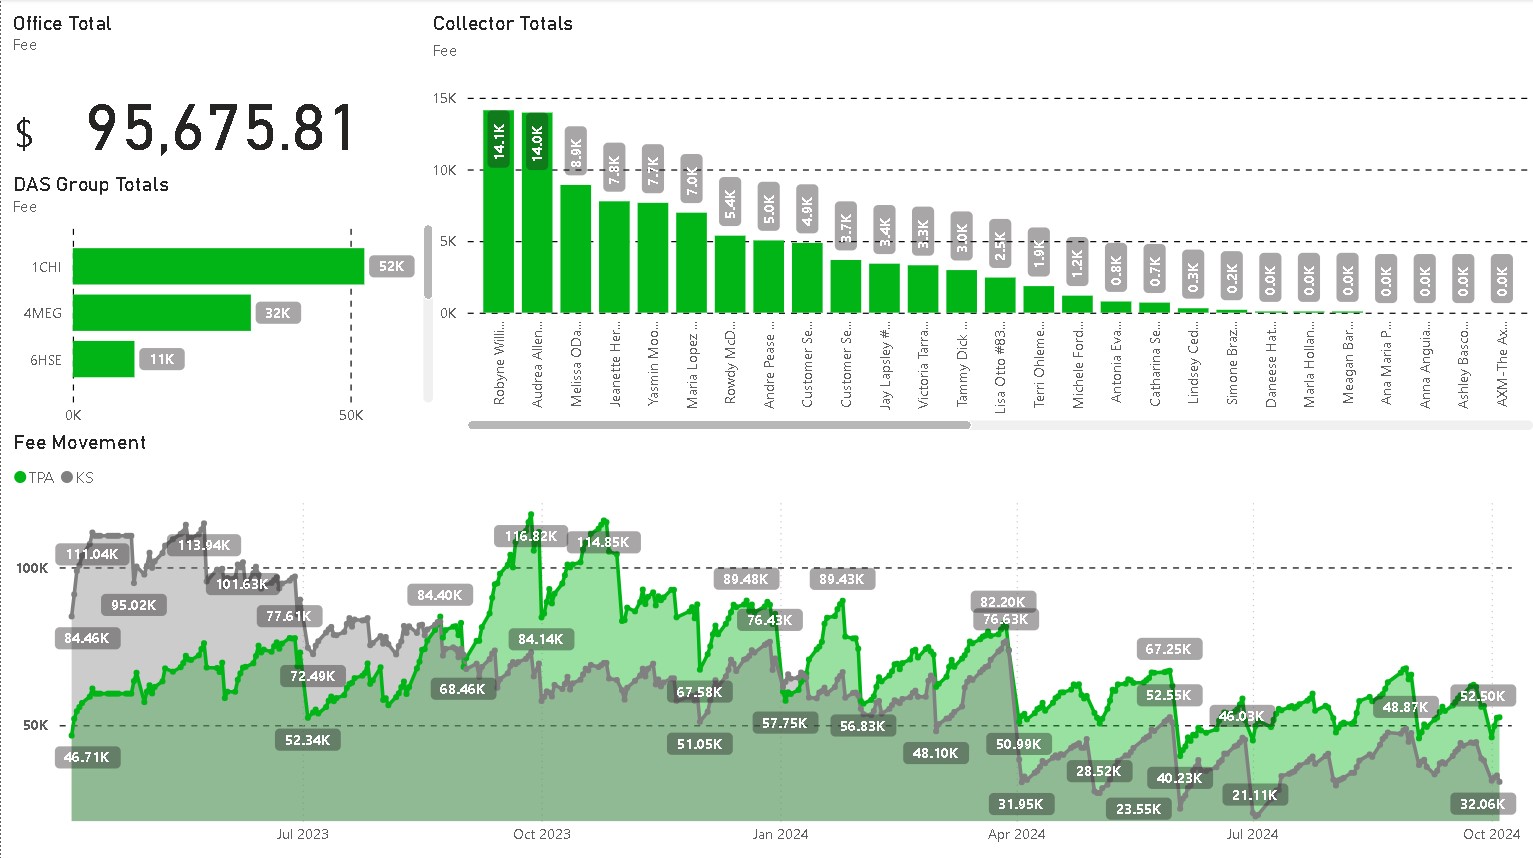 Office Total
Fee
$ 95,675.81
DAS Group Totals
Fee
1CHI 52K
4MEG 32K
6HSE 11K
0K 50K
Collector Totals
Fee
15K
10K
5K
0K
14.1K 14.0K 8.9K 7.8K 7.7K 7.0K 5.4K 5.0K 4.9K 3.7K 3.4K 3.3K 3.0K 2.5K 1.9K 1.2K 0.8K 0.7K 0.3K 0.2K 0.0K 0.0K 0.0K 0.0K 0.0K 0.0K 0.0K
Robyne Willi...
Audrea Allen...
Melissa ODa...
Jeanette Her...
Yasmin Moo...
Maria Lopez ...
Rowdy McD...
Andre Pease ...
Customer Se...
Customer Se...
Jay Lapsley #...
Victoria Tarra...
Tammy Dick ...
Lisa Otto #83...
Terri Ohleme...
Michele Ford...
Antonia Eva...
Catharina Se...
Lindsey Ced...
Simone Braz...
Daneese Hat...
Marla Hollan...
Meagan Bar...
Ana Maria P...
Anna Anguia...
Ashley Basco...
AXM-The Ax...
Fee Movement
TPA KS
100K
50K
111.04K
84.46K
95.02K
46.71K
113.94K
101.63K
77.61K
72.49K
52.34K
84.40K
68.46K
116.82K
84.14K
114.85K
67.58K
51.05K
89.48K
76.43K
57.75K
89.43K
56.83K
48.10K
82.20K
76.63K
50.99K
31.95K
28.52K
23.55K
67.25K
52.55K
40.23K
46.03K
21.11K
48.87K
52.50K
32.06K
Jul 2023 Oct 2023 Jan 2024 Apr 2024 Jul 2024 Oct 2024